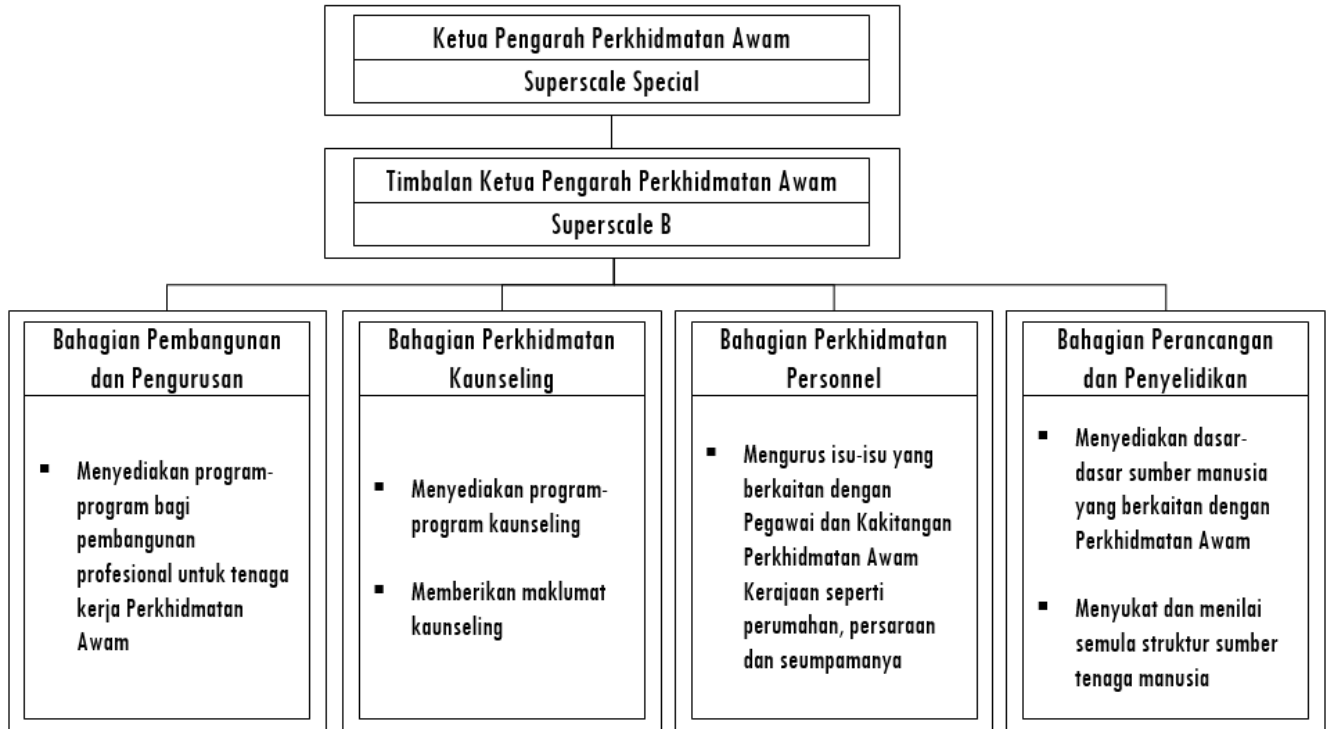 Ketua Pengarah Perkhidmatan Awam
Superscale Special
Timbalan Ketua Pengarah Perkhidmatan Awam
Superscale B
Bahagian Pembangunan
dan Pengurusan
▪ Menyediakan program-
program bagi
pembangunan
profesional untuk tenaga
kerja Perkhidmatan
Awam
Bahagian Perkhidmatan
Kaunseling
▪ Menyediakan program-
program kaunseling
▪ Memberikan maklumat
kaunseling
Bahagian Perkhidmatan
Personnel
▪ Mengurus isu-isu yang
berkaitan dengan
Pegawai dan Kakitangan
Perkhidmatan Awam
Kerajaan seperti
perumahan, persaraan
dan seumpamanya
Bahagian Perancangan
dan Penyelidikan
▪ Menyediakan dasar-
dasar sumber manusia
yang berkaitan dengan
Perkhidmatan Awam
▪ Menyukat dan menilai
semula struktur sumber
tenaga manusia